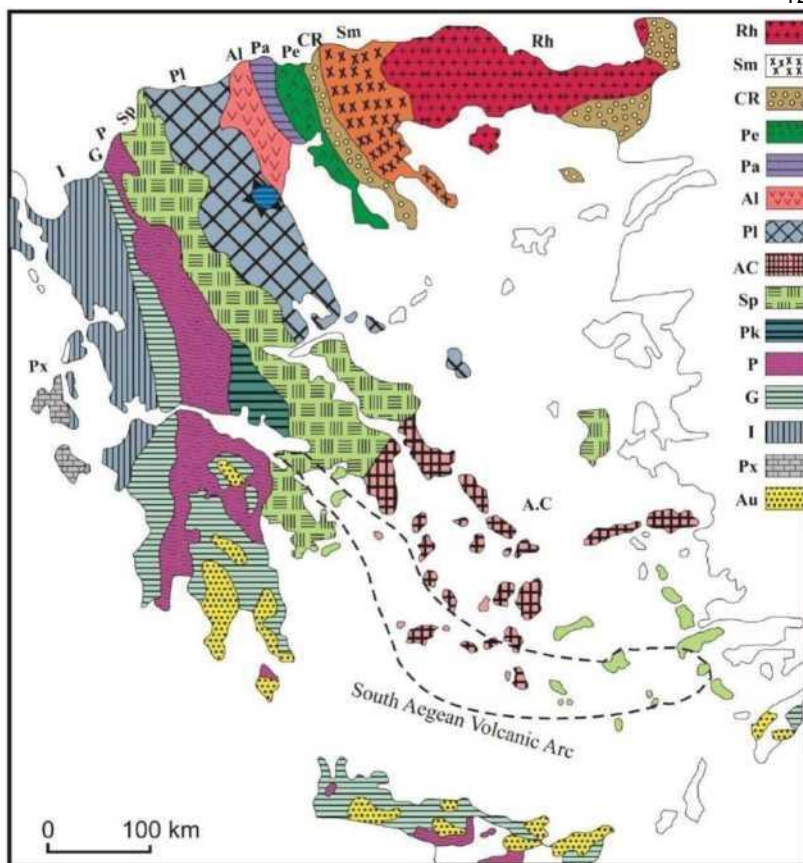 Rh
Sm
CR
Pe
Pa
Al
Pl
AC
Sp
Pk
P
G
I
Px
Au
I
G
P
Sp
Pl
Al
Pa
Pe
CR
Sm
Rh
Px
A.C
South Aegean Volcanic Arc
0 100 km